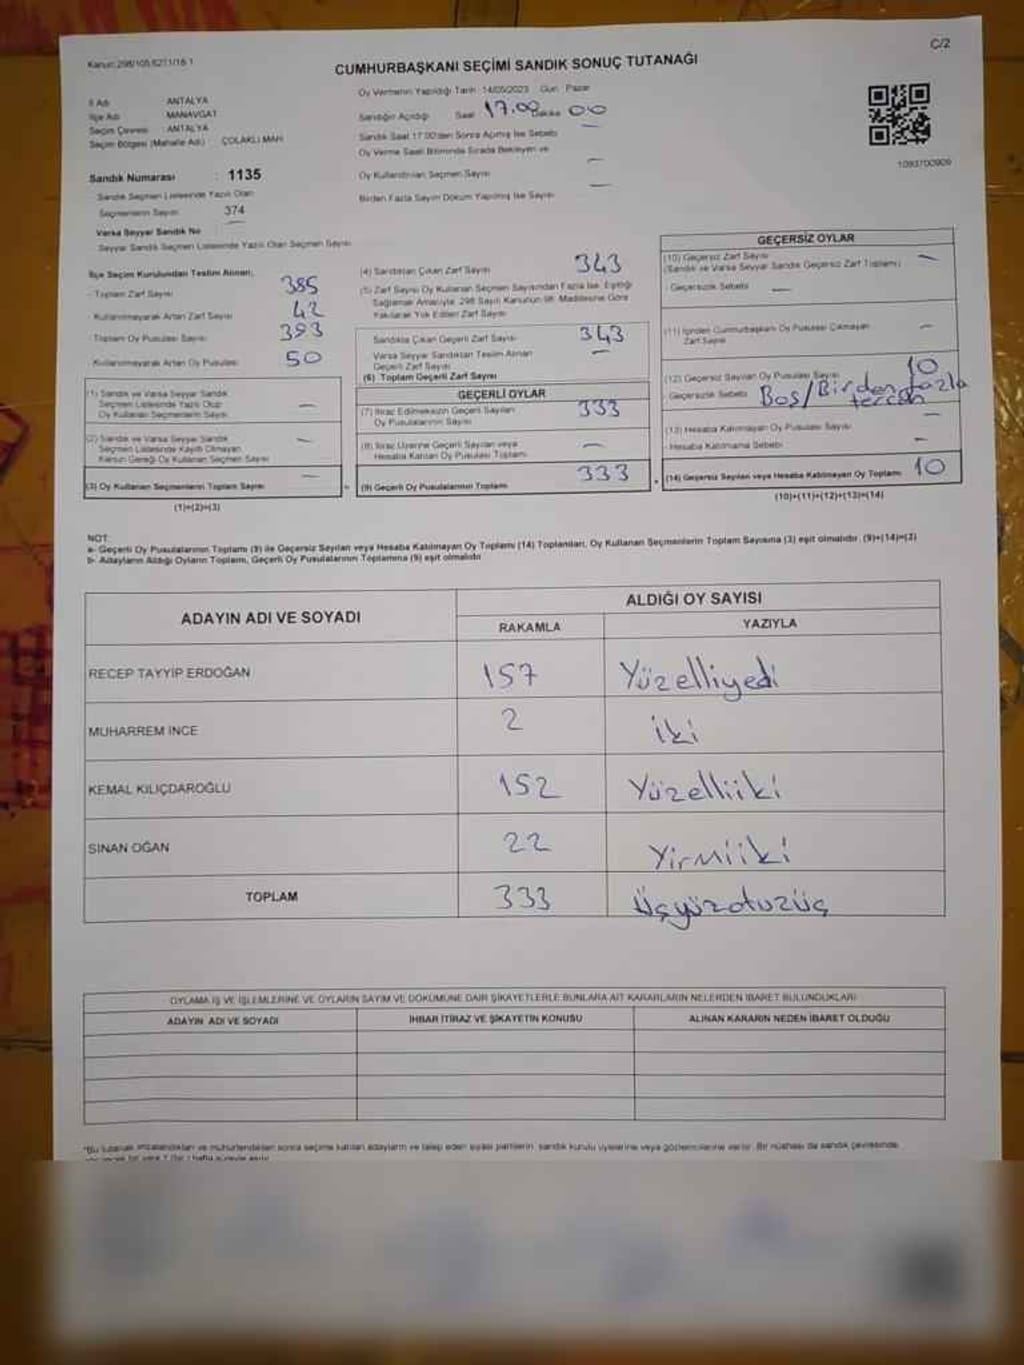 C/2
Kanun:298/105.6271/18-1
CUMHURBAŞKANI SEÇİMİ SANDIK SONUÇ TUTANAĞI
İl Adı ANTALYA
İlçe Adı MANAVGAT
Seçim Çevresi ANTALYA
Seçim Bölgesi (Mahalle Adı) ÇOLAKLI MAH
Sandık Numarası : 1135
Sandık Seçmen Listesinde Yazılı Olan
Seçmenlerin Sayısı 374
Varsa Seyyar Sandık No
Seyyar Sandık Seçmen Listesinde Yazılı Olan Seçmen Sayısı
Oy Vermenin Yapıldığı Tarih 14/05/2023 Gün Pazar
Sandığın Açıldığı Saat 17.00 Dakika 00
Sandık Saat 17.00'den Sonra Açılmış İse Sebebi —
Oy Verme Saati Bitiminde Sırada Bekleyen ve
Oy Kullandırılan Seçmen Sayısı —
Birden Fazla Sayım Döküm Yapılmış İse Sayısı —
1093700909
İlçe Seçim Kurulundan Teslim Alınan;
- Toplam Zarf Sayısı 385
- Kullanılmayarak Artan Zarf Sayısı 42
- Toplam Oy Pusulası Sayısı 393
- Kullanılmayarak Artan Oy Pusulası 50
(1) Sandık ve Varsa Seyyar Sandık
Seçmen Listesinde Yazılı Olup
Oy Kullanan Seçmenlerin Sayısı —
(2) Sandık ve Varsa Seyyar Sandık
Seçmen Listesinde Kayıtlı Olmayan
Kanun Gereği Oy Kullanan Seçmen Sayısı —
(3) Oy Kullanan Seçmenlerin Toplam Sayısı —
(1)+(2)=(3)
(4) Sandıktan Çıkan Zarf Sayısı 343
(5) Zarf Sayısı Oy Kullanan Seçmen Sayısından Fazla İse, Eşitliği
Sağlamak Amacıyla, 298 Sayılı Kanunun 98. Maddesine Göre
Yakılarak Yok Edilen Zarf Sayısı
Sandıkta Çıkan Geçerli Zarf Sayısı 343
Varsa Seyyar Sandıktan Teslim Alınan
Geçerli Zarf Sayısı —
(6) Toplam Geçerli Zarf Sayısı
GEÇERLİ OYLAR
(7) İtiraz Edilmeksizin Geçerli Sayılan
Oy Pusulalarının Sayısı 333
(8) İtiraz Üzerine Geçerli Sayılan veya
Hesaba Katılan Oy Pusulası Toplamı —
(9) Geçerli Oy Pusulalarının Toplamı 333
GEÇERSİZ OYLAR
(10) Geçersiz Zarf Sayısı —
(Sandık ve Varsa Seyyar Sandık Geçersiz Zarf Toplamı)
- Geçersizlik Sebebi —
(11) İçinden Cumhurbaşkanı Oy Pusulası Çıkmayan
Zarf Sayısı —
(12) Geçersiz Sayılan Oy Pusulası Sayısı 10
- Geçersizlik Sebebi Boş/Birden fazla
tercih
(13) Hesaba Katılmayan Oy Pusulası Sayısı —
- Hesaba Katılmama Sebebi —
(14) Geçersiz Sayılan veya Hesaba Katılmayan Oy Toplamı 10
(10)+(11)+(12)+(13)=(14)
NOT:
a- Geçerli Oy Pusulalarının Toplamı (9) ile Geçersiz Sayılan veya Hesaba Katılmayan Oy Toplamı (14) Toplamları, Oy Kullanan Seçmenlerin Toplam Sayısına (3) eşit olmalıdır. (9)+(14)=(3)
b- Adayların Aldığı Oyların Toplamı, Geçerli Oy Pusulalarının Toplamına (9) eşit olmalıdır.
ADAYIN ADI VE SOYADI ALDIĞI OY SAYISI
RAKAMLA YAZIYLA
RECEP TAYYİP ERDOĞAN 157 Yüzelliyedi
MUHARREM İNCE 2 iki
KEMAL KILIÇDAROĞLU 152 Yüzelliiki
SİNAN OĞAN 22 Yirmiiki
TOPLAM 333 Üçyüzotuzüç
OYLAMA İŞ VE İŞLEMLERİNE VE OYLARIN SAYIM VE DÖKÜMÜNE DAİR ŞİKAYETLERLE BUNLARA AİT KARARLARIN NELERDEN İBARET BULUNDUKLARI
ADAYIN ADI VE SOYADI İHBAR İTİRAZ VE ŞİKAYETİN KONUSU ALINAN KARARIN NEDEN İBARET OLDUĞU
*Bu tutanak imzalandıktan ve mühürlendikten sonra seçime katılan adayların ve talep eden siyasi partilerin, sandık kurulu üyelerine veya gözlemcilerine verilir. Bir nüshası da sandık çevresinde